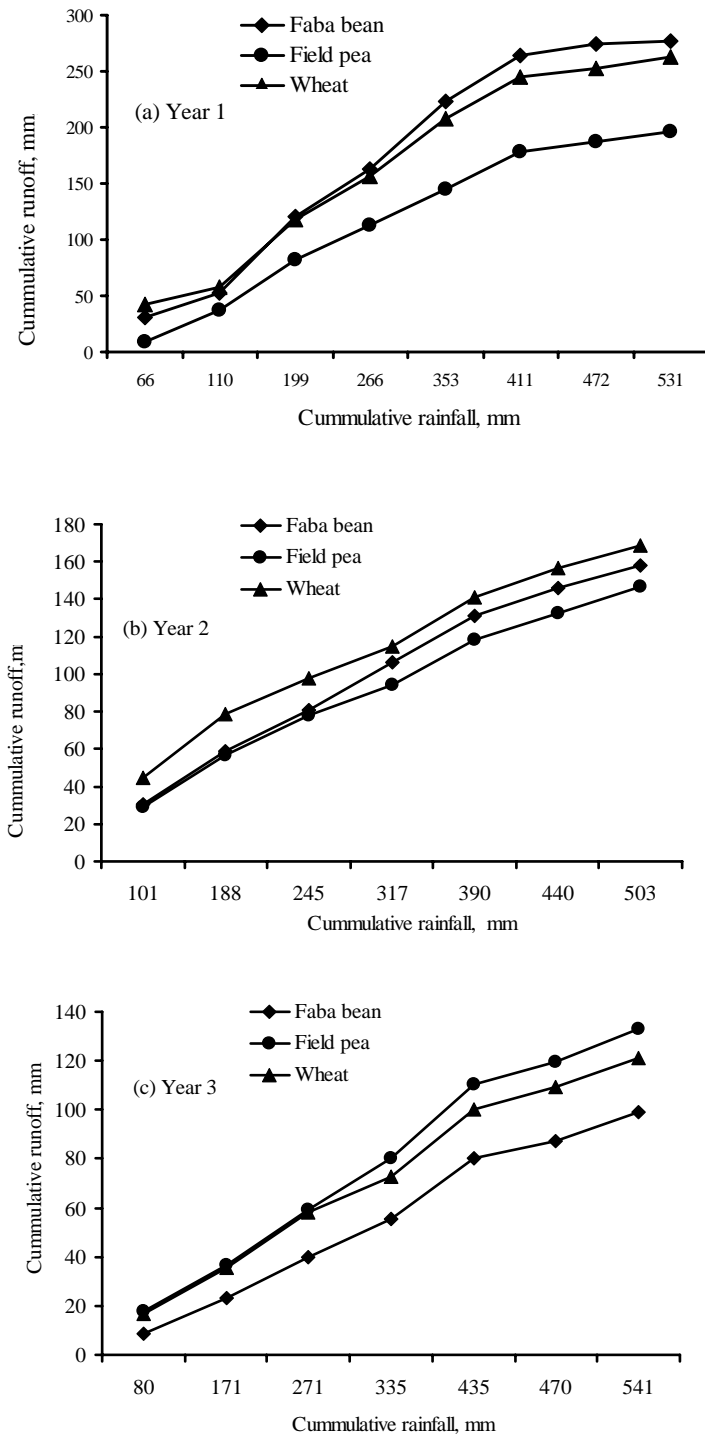 300
250
200
150
100
50
0
Cummulative runoff, mm
Faba bean
Field pea
Wheat
(a) Year 1
66 110 199 266 353 411 472 531
Cummulative rainfall, mm
180
160
140
120
100
80
60
40
20
0
Cummulative runoff,m
Faba bean
Field pea
Wheat
(b) Year 2
101 188 245 317 390 440 503
Cummulative rainfall, mm
140
120
100
80
60
40
20
0
Cummulative runoff, mm
Faba bean
Field pea
Wheat
(c) Year 3
80 171 271 335 435 470 541
Cummulative rainfall, mm